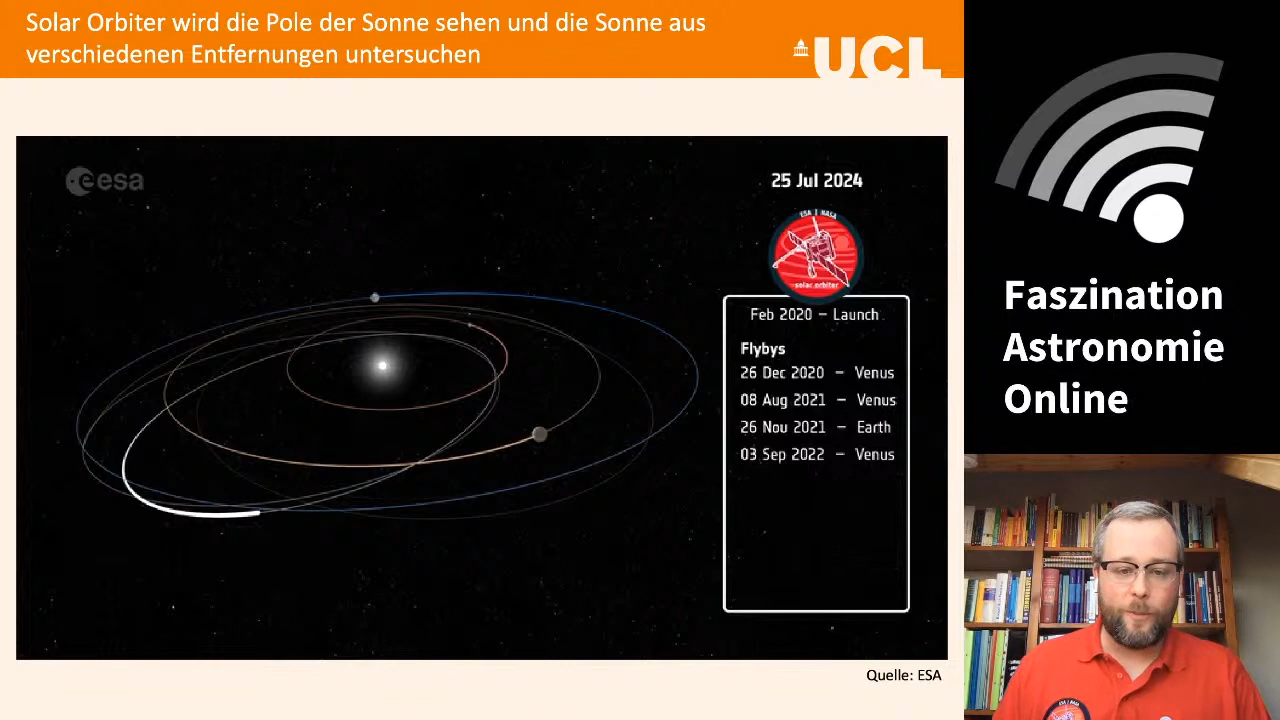 Solar Orbiter wird die Pole der Sonne sehen und die Sonne aus
verschiedenen Entfernungen untersuchen
UCL
esa
25 Jul 2024
ESA | NASA
solar orbiter
Feb 2020 – Launch
Flybys
26 Dec 2020 – Venus
08 Aug 2021 – Venus
26 Nov 2021 – Earth
03 Sep 2022 – Venus
Quelle: ESA
Faszination
Astronomie
Online